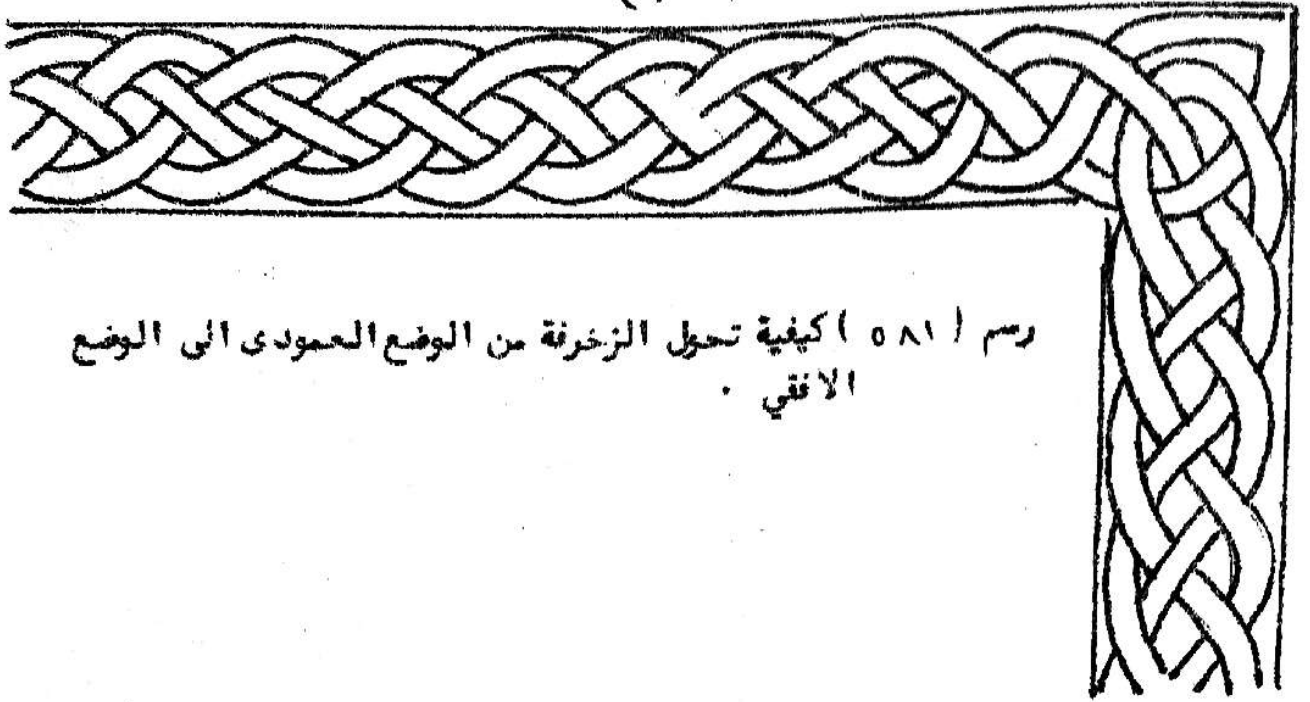 رسم ( ٥٨١ ) كيفية تحول الزخرفة من الوضع العمودى الى الوضع
الافقي .